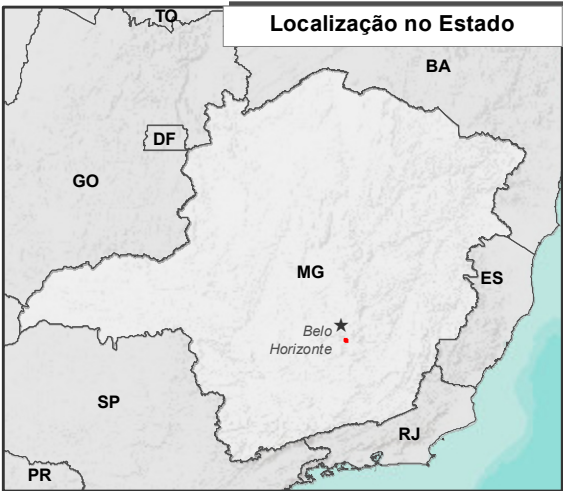 Localização no Estado
TO
BA
DF
GO
MG
ES
Belo
Horizonte
SP
RJ
PR